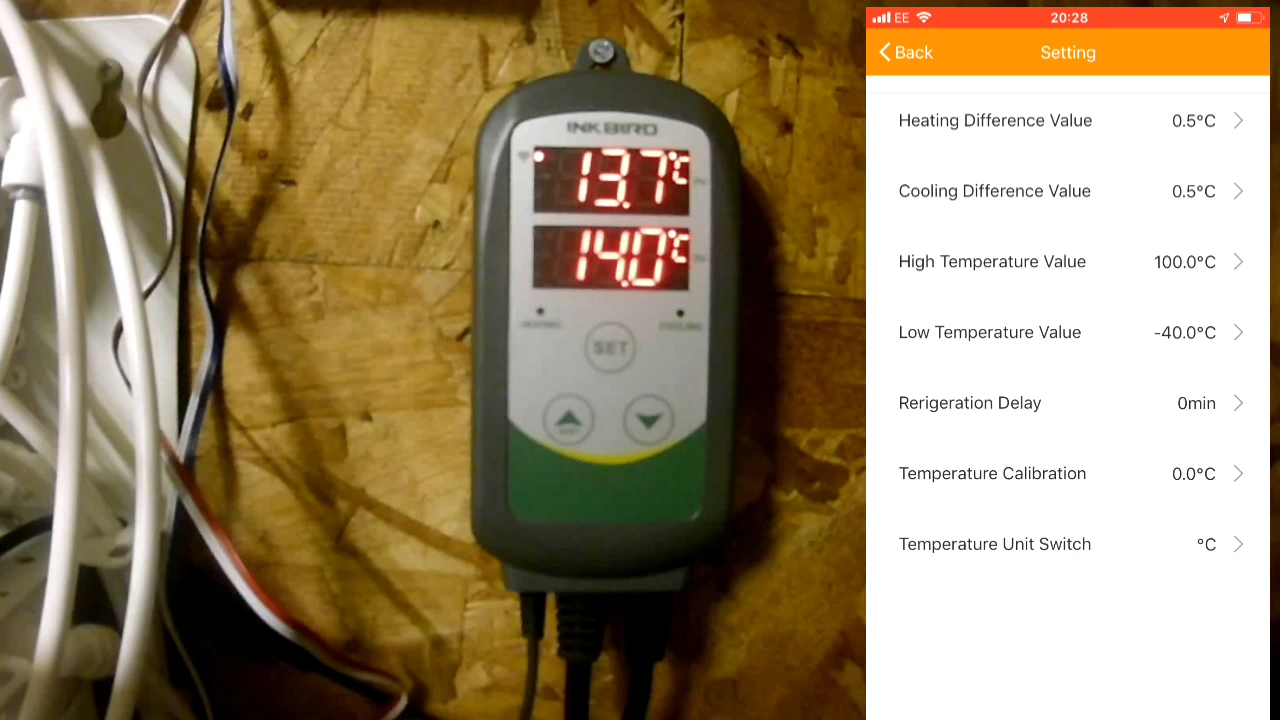 INKBIRD
13.7°C
14.0°C
HEATING
COOLING
SET
EE
20:28
Back
Setting
Heating Difference Value 0.5°C
Cooling Difference Value 0.5°C
High Temperature Value 100.0°C
Low Temperature Value -40.0°C
Rerigeration Delay 0min
Temperature Calibration 0.0°C
Temperature Unit Switch °C